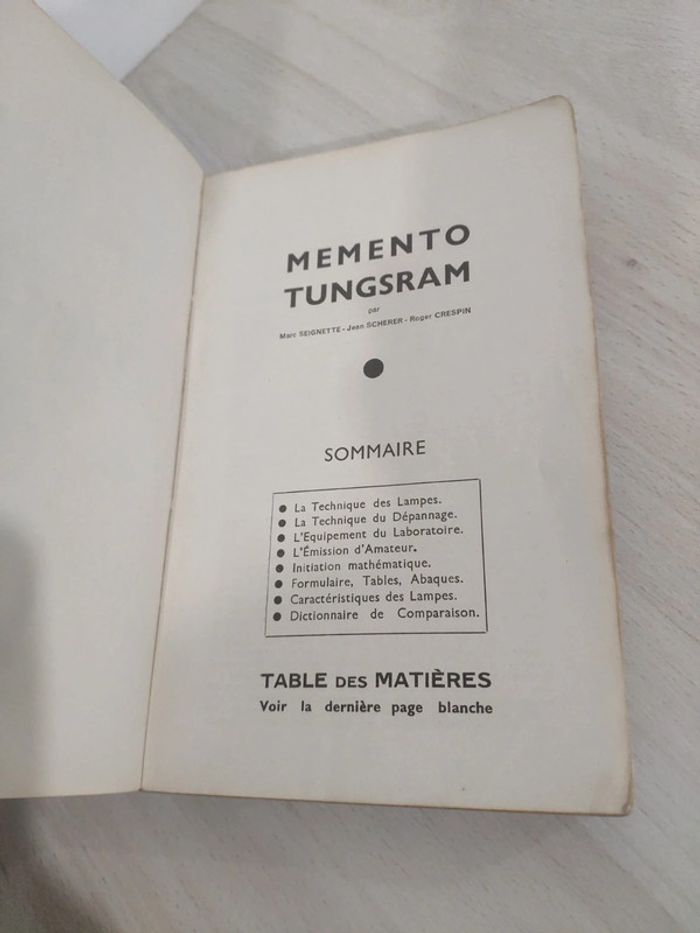 MEMENTO
TUNGSRAM
par
Marc SEIGNETTE - Jean SCHERER - Roger CRESPIN
SOMMAIRE
● La Technique des Lampes.
● La Technique du Dépannage.
● L'Equipement du Laboratoire.
● L'Émission d'Amateur.
● Initiation mathématique.
● Formulaire, Tables, Abaques.
● Caractéristiques des Lampes.
● Dictionnaire de Comparaison.
TABLE DES MATIÈRES
Voir la dernière page blanche